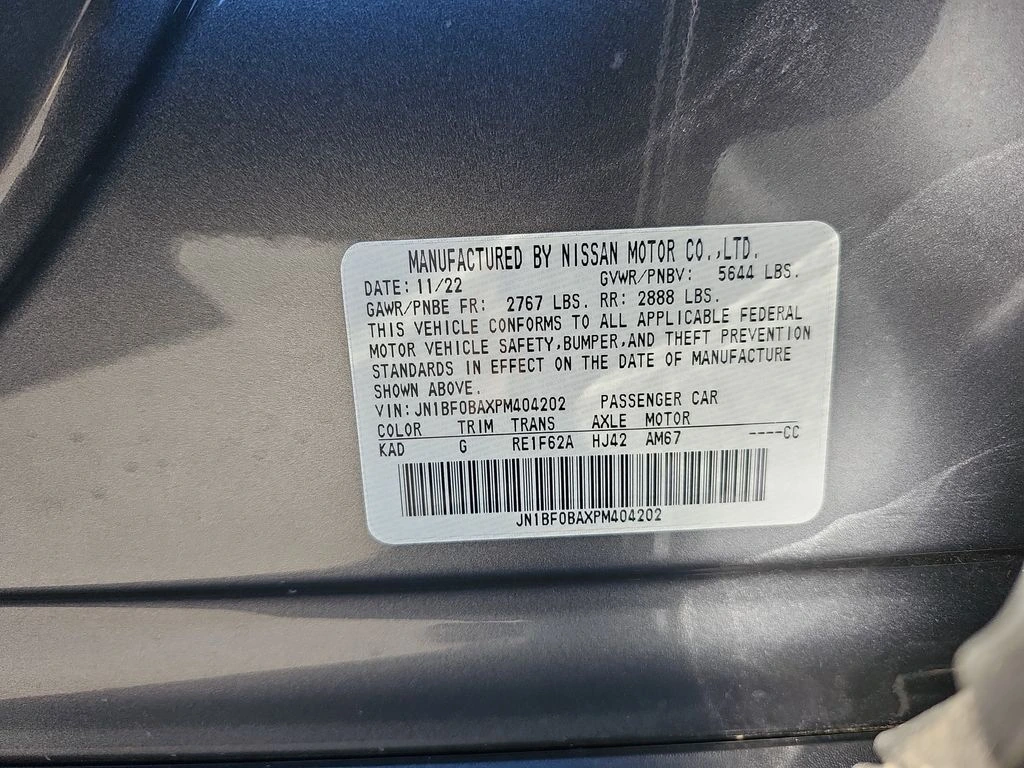 MANUFACTURED BY NISSAN MOTOR CO.,LTD.
DATE: 11/22 GVWR/PNBV: 5644 LBS.
GAWR/PNBE FR: 2767 LBS. RR: 2888 LBS.
THIS VEHICLE CONFORMS TO ALL APPLICABLE FEDERAL
MOTOR VEHICLE SAFETY,BUMPER,AND THEFT PREVENTION
STANDARDS IN EFFECT ON THE DATE OF MANUFACTURE
SHOWN ABOVE.
VIN: JN1BF0BAXPM404202 PASSENGER CAR
COLOR TRIM TRANS AXLE MOTOR
KAD G RE1F62A HJ42 AM67 ----CC
JN1BF0BAXPM404202